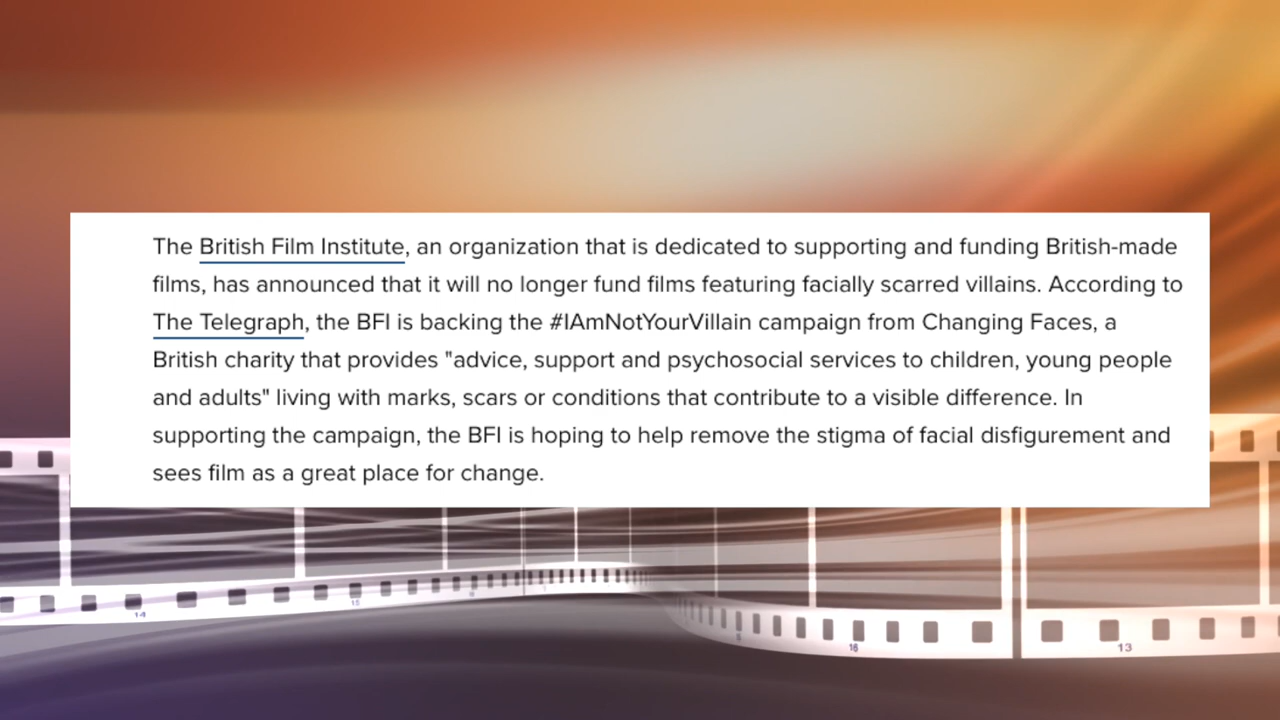 The British Film Institute, an organization that is dedicated to supporting and funding British-made
films, has announced that it will no longer fund films featuring facially scarred villains. According to
The Telegraph, the BFI is backing the #IAmNotYourVillain campaign from Changing Faces, a
British charity that provides "advice, support and psychosocial services to children, young people
and adults" living with marks, scars or conditions that contribute to a visible difference. In
supporting the campaign, the BFI is hoping to help remove the stigma of facial disfigurement and
sees film as a great place for change.
14
15
16
13